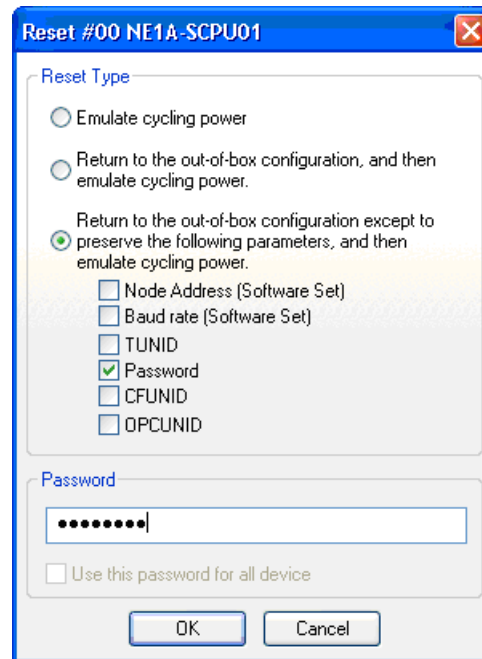 Reset #00 NE1A-SCPU01
Reset Type
Emulate cycling power
Return to the out-of-box configuration, and then
emulate cycling power.
Return to the out-of-box configuration except to
preserve the following parameters, and then
emulate cycling power.
Node Address (Software Set)
Baud rate (Software Set)
TUNID
Password
CFUNID
OPCUNID
Password
●●●●●●●●
Use this password for all device
OK
Cancel